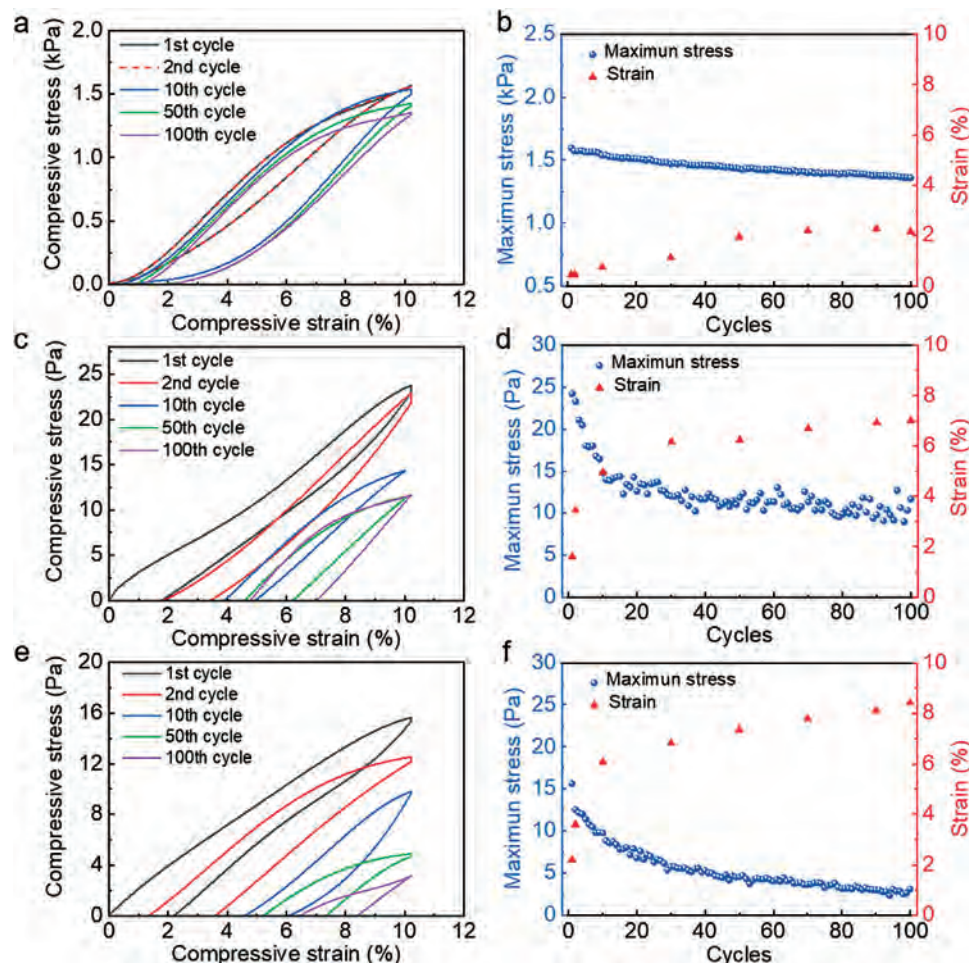 a
Compressive stress (kPa)
2.0
1.5
1.0
0.5
0.0
1st cycle
2nd cycle
10th cycle
50th cycle
100th cycle
0 2 4 6 8 10 12
Compressive strain (%)
b
Maximun stress (kPa)
2.5
2.0
1.5
1.0
0.5
Maximun stress
Strain
10
8
6
4
2
0
Strain (%)
0 20 40 60 80 100
Cycles
c
Compressive stress (Pa)
25
20
15
10
5
0
1st cycle
2nd cycle
10th cycle
50th cycle
100th cycle
0 2 4 6 8 10 12
Compressive strain (%)
d
Maximun stress (Pa)
30
25
20
15
10
5
0
Maximun stress
Strain
10
8
6
4
2
0
Strain (%)
0 20 40 60 80 100
Cycles
e
Compressive stress (Pa)
20
16
12
8
4
0
1st cycle
2nd cycle
10th cycle
50th cycle
100th cycle
0 2 4 6 8 10 12
Compressive strain (%)
f
Maximun stress (Pa)
30
25
20
15
10
5
0
Maximun stress
Strain
10
8
6
4
2
0
Strain (%)
0 20 40 60 80 100
Cycles